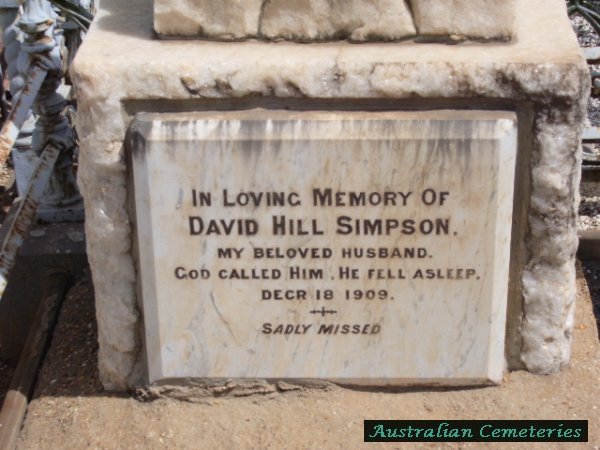 In Loving Memory Of
David Hill Simpson.
my beloved husband.
God called Him, He fell asleep,
Decr 18 1909.
Sadly missed
Australian Cemeteries